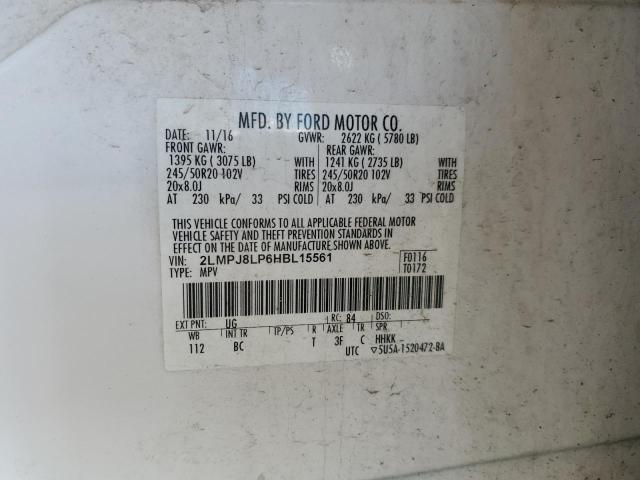 MFD. BY FORD MOTOR CO.
DATE: 11/16 GVWR: 2622 KG ( 5780 LB)
FRONT GAWR: REAR GAWR:
1395 KG ( 3075 LB) WITH 1241 KG ( 2735 LB) WITH
245/50R20 102V TIRES 245/50R20 102V TIRES
20x8.0J RIMS 20x8.0J RIMS
AT 230 kPa/ 33 PSI COLD AT 230 kPa/ 33 PSI COLD
THIS VEHICLE CONFORMS TO ALL APPLICABLE FEDERAL MOTOR
VEHICLE SAFETY AND THEFT PREVENTION STANDARDS IN
EFFECT ON THE DATE OF MANUFACTURE SHOWN ABOVE.
VIN: 2LMPJ8LP6HBL15561 F0116
TYPE: MPV T0172
EXT PNT: UG RC: 84 DSO:
WB INT TR TP/PS R AXLE TR SPR
112 BC T 3F C HHKK
UTC ▽5U5A-1520472-BA